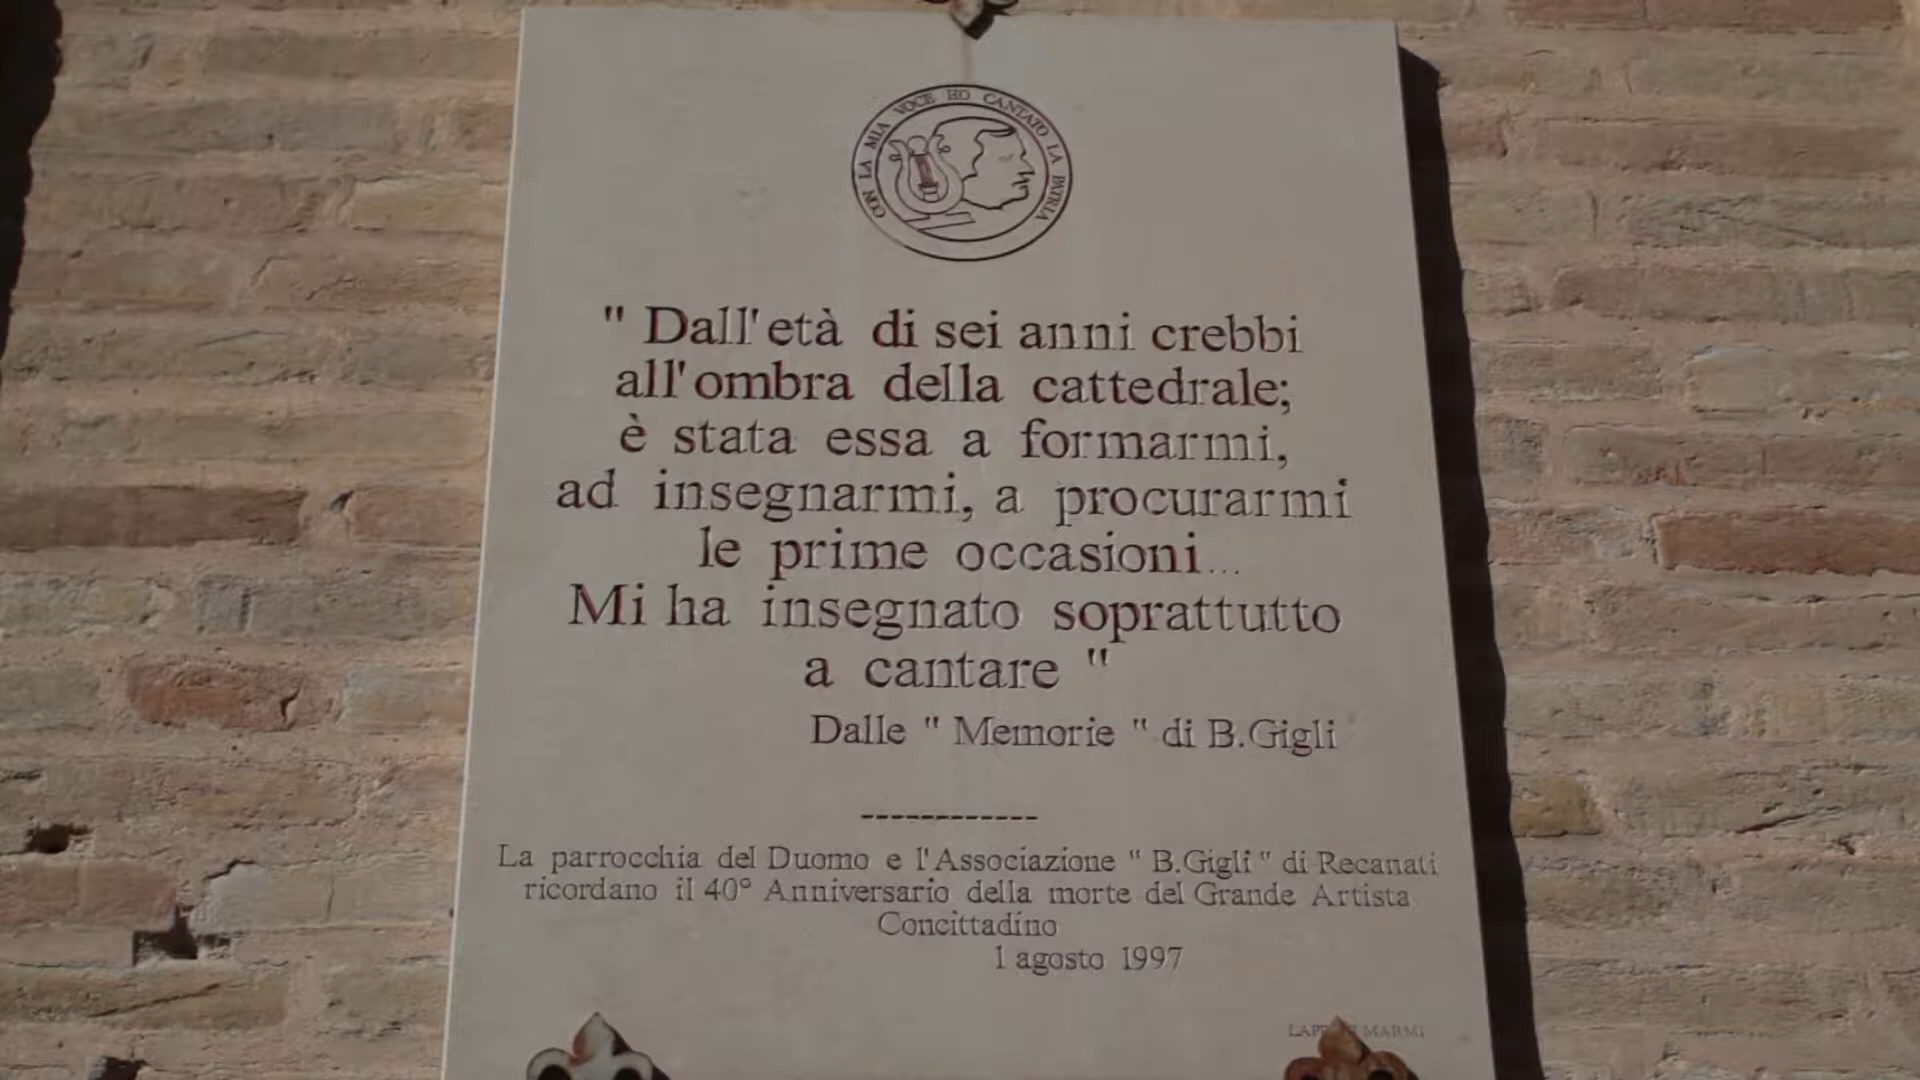 CON LA MIA VOCE HO CANTATO LA PATRIA
" Dall'età di sei anni crebbi
all'ombra della cattedrale;
è stata essa a formarmi,
ad insegnarmi, a procurarmi
le prime occasioni...
Mi ha insegnato soprattutto
a cantare "
Dalle " Memorie " di B.Gigli
La parrocchia del Duomo e l'Associazione " B.Gigli " di Recanati
ricordano il 40° Anniversario della morte del Grande Artista
Concittadino
1 agosto 1997
MARMI